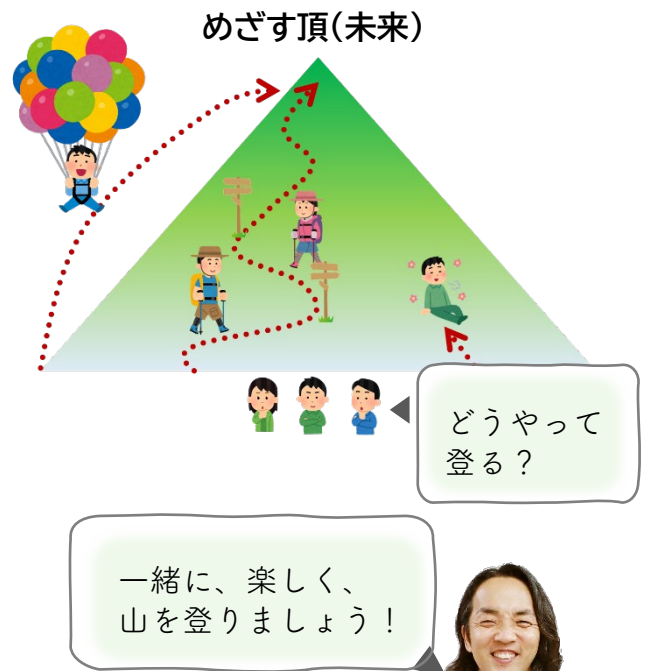 めざす頂(未来)
どうやって
登る？
一緒に、楽しく、
山を登りましょう！